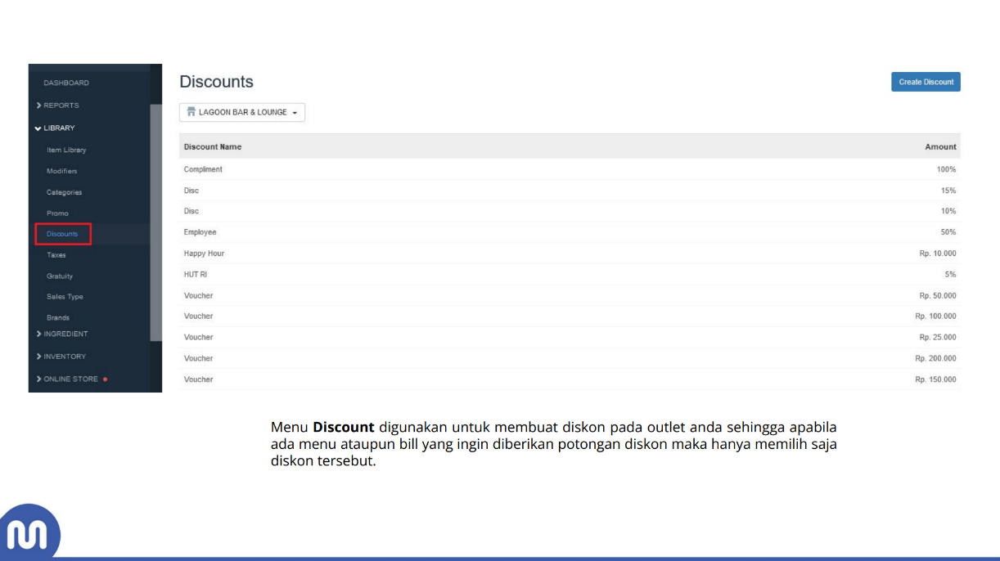 DASHBOARD
REPORTS
LIBRARY
Item Library
Modifiers
Categories
Promo
Discounts
Taxes
Gratuity
Sales Type
Brands
INGREDIENT
INVENTORY
ONLINE STORE
Discounts
Create Discount
LAGOON BAR & LOUNGE
Discount Name Amount
Compliment 100%
Disc 15%
Disc 10%
Employee 50%
Happy Hour Rp. 10.000
HUT RI 5%
Voucher Rp. 50.000
Voucher Rp. 100.000
Voucher Rp. 25.000
Voucher Rp. 200.000
Voucher Rp. 150.000
Menu Discount digunakan untuk membuat diskon pada outlet anda sehingga apabila
ada menu ataupun bill yang ingin diberikan potongan diskon maka hanya memilih saja
diskon tersebut.